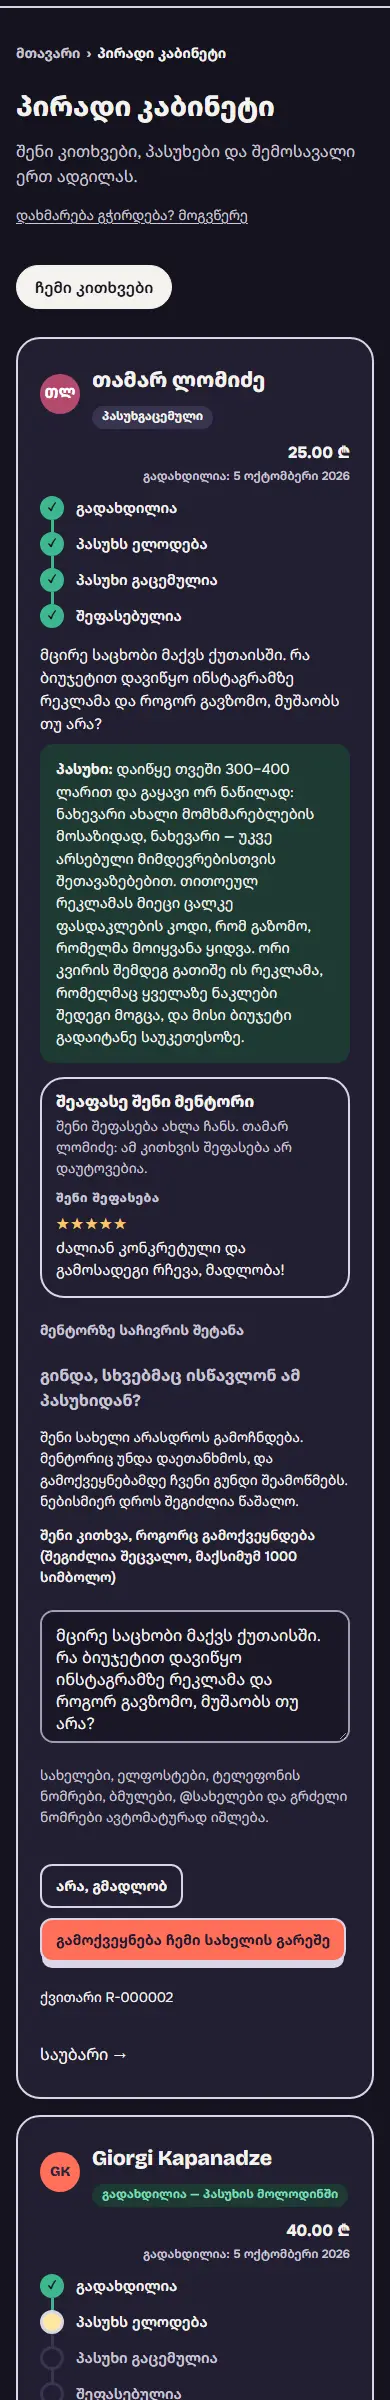 მთავარი › პირადი კაბინეტი
პირადი კაბინეტი
შენი კითხვები, პასუხები და შემოსავალი
ერთ ადგილას.
დახმარება გჭირდება? მოგვწერე
ჩემი კითხვები
თლ
თამარ ლომიძე
პასუხგაცემული
25.00 ₾
გადახდილია: 5 ოქტომბერი 2026
✓ გადახდილია
✓ პასუხს ელოდება
✓ პასუხი გაცემულია
✓ შეფასებულია
მცირე საცხობი მაქვს ქუთაისში. რა
ბიუჯეტით დავიწყო ინსტაგრამზე
რეკლამა და როგორ გავზომო, მუშაობს
თუ არა?
პასუხი: დაიწყე თვეში 300–400
ლარით და გაყავი ორ ნაწილად:
ნახევარი ახალი მომხმარებლების
მოსაზიდად, ნახევარი — უკვე
არსებული მიმდევრებისთვის
შეთავაზებებით. თითოეულ
რეკლამას მიეცი ცალკე
ფასდაკლების კოდი, რომ გაზომო,
რომელმა მოიყვანა ყიდვა. ორი
კვირის შემდეგ გათიშე ის რეკლამა,
რომელმაც ყველაზე ნაკლები
შედეგი მოგცა, და მისი ბიუჯეტი
გადაიტანე საუკეთესოზე.
შეაფასე შენი მენტორი
შენი შეფასება ახლა ჩანს. თამარ
ლომიძე: ამ კითხვის შეფასება არ
დაუტოვებია.
შენი შეფასება
★★★★★
ძალიან კონკრეტული და
გამოსადეგი რჩევა, მადლობა!
მენტორზე საჩივრის შეტანა
გინდა, სხვებმაც ისწავლონ ამ
პასუხიდან?
შენი სახელი არასდროს გამოჩნდება.
მენტორიც უნდა დაეთანხმოს, და
გამოქვეყნებამდე ჩვენი გუნდი შეამოწმებს.
ნებისმიერ დროს შეგიძლია წაშალო.
შენი კითხვა, როგორც გამოქვეყნდება
(შეგიძლია შეცვალო, მაქსიმუმ 1000
სიმბოლო)
მცირე საცხობი მაქვს ქუთაისში.
რა ბიუჯეტით დავიწყო
ინსტაგრამზე რეკლამა და
როგორ გავზომო, მუშაობს თუ
არა?
სახელები, ელფოსტები, ტელეფონის
ნომრები, ბმულები, @სახელები და გრძელი
ნომრები ავტომატურად იშლება.
არა, გმადლობ
გამოქვეყნება ჩემი სახელის გარეშე
ქვითარი R-000002
საუბარი →
GK
Giorgi Kapanadze
გადახდილია — პასუხის მოლოდინში
40.00 ₾
გადახდილია: 5 ოქტომბერი 2026
✓ გადახდილია
პასუხს ელოდება
პასუხი გაცემულია
შეფასებულია